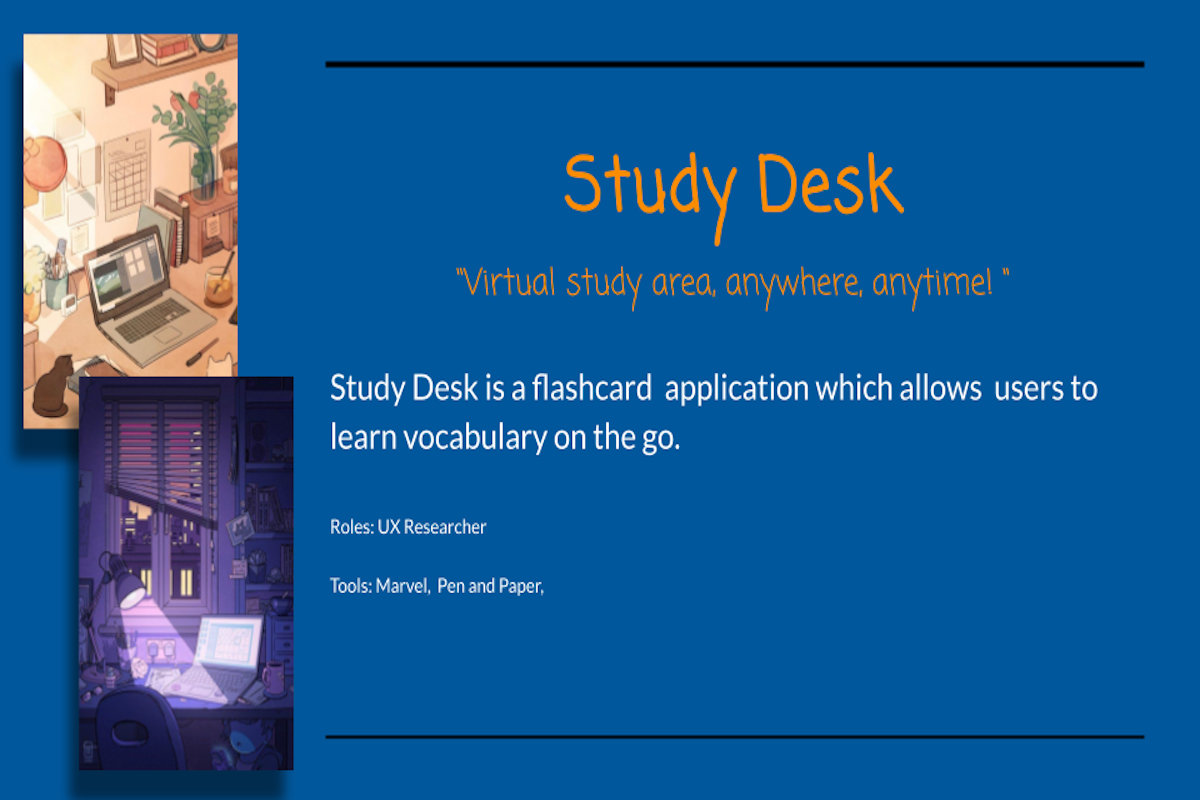 Study Desk
"Virtual study area, anywhere, anytime! "
Study Desk is a flashcard  application which allows  users to
learn vocabulary on the go.
Roles: UX Researcher
Tools: Marvel,  Pen and Paper,